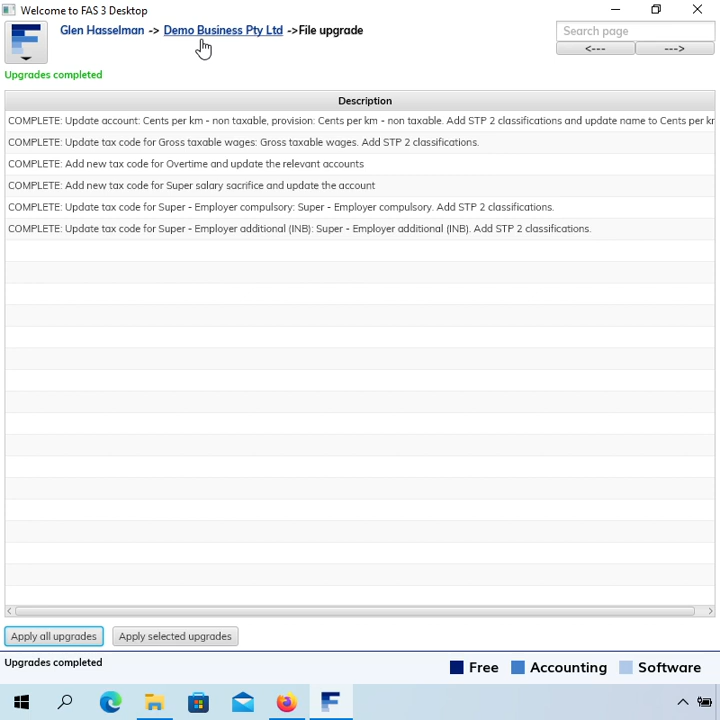 Welcome to FAS 3 Desktop
Glen Hasselman -> Demo Business Pty Ltd ->File upgrade
Search page
<--- --->
Upgrades completed
Description
COMPLETE: Update account: Cents per km - non taxable, provision: Cents per km - non taxable. Add STP 2 classifications and update name to Cents per kr
COMPLETE: Update tax code for Gross taxable wages: Gross taxable wages. Add STP 2 classifications.
COMPLETE: Add new tax code for Overtime and update the relevant accounts
COMPLETE: Add new tax code for Super salary sacrifice and update the account
COMPLETE: Update tax code for Super - Employer compulsory: Super - Employer compulsory. Add STP 2 classifications.
COMPLETE: Update tax code for Super - Employer additional (INB): Super - Employer additional (INB). Add STP 2 classifications.
Apply all upgrades Apply selected upgrades
Upgrades completed
Free Accounting Software